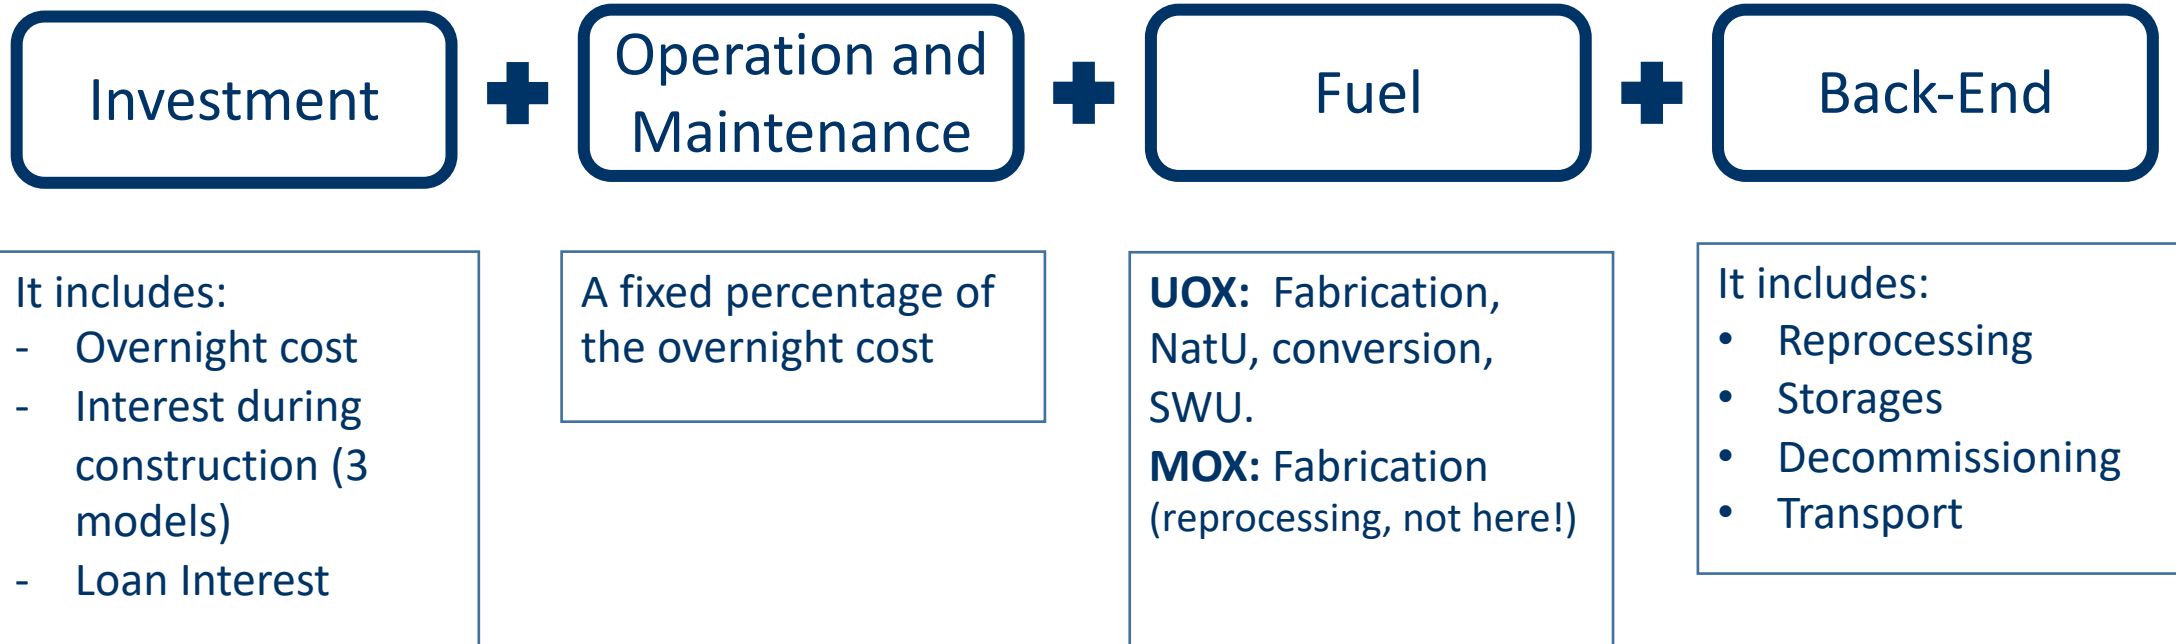 Investment
Operation and
Maintenance
Fuel
Back-End
It includes:
- Overnight cost
- Interest during
construction (3
models)
- Loan Interest
A fixed percentage of
the overnight cost
UOX: Fabrication,
NatU, conversion,
SWU.
MOX: Fabrication
(reprocessing, not here!)
It includes:
• Reprocessing
• Storages
• Decommissioning
• Transport